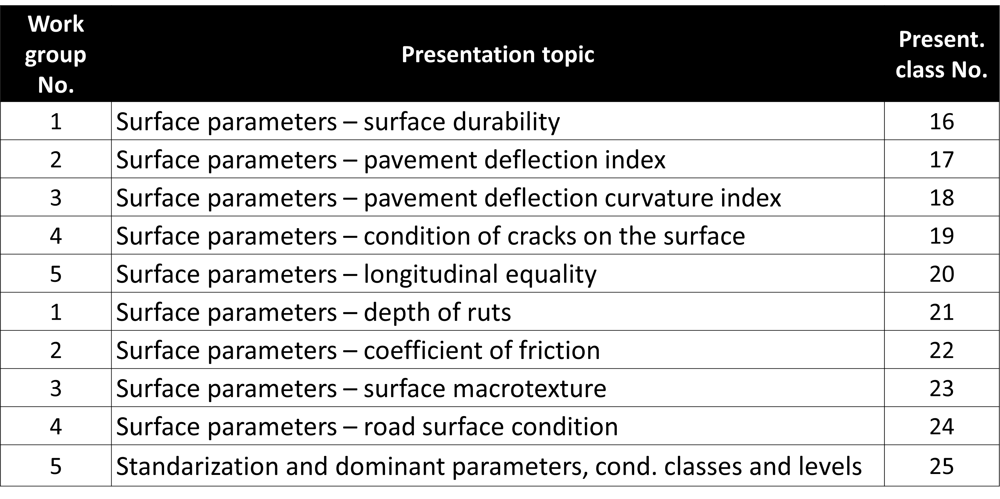 Work group No. Presentation topic Present. class No.
1 Surface parameters – surface durability 16
2 Surface parameters – pavement deflection index 17
3 Surface parameters – pavement deflection curvature index 18
4 Surface parameters – condition of cracks on the surface 19
5 Surface parameters – longitudinal equality 20
1 Surface parameters – depth of ruts 21
2 Surface parameters – coefficient of friction 22
3 Surface parameters – surface macrotexture 23
4 Surface parameters – road surface condition 24
5 Standarization and dominant parameters, cond. classes and levels 25